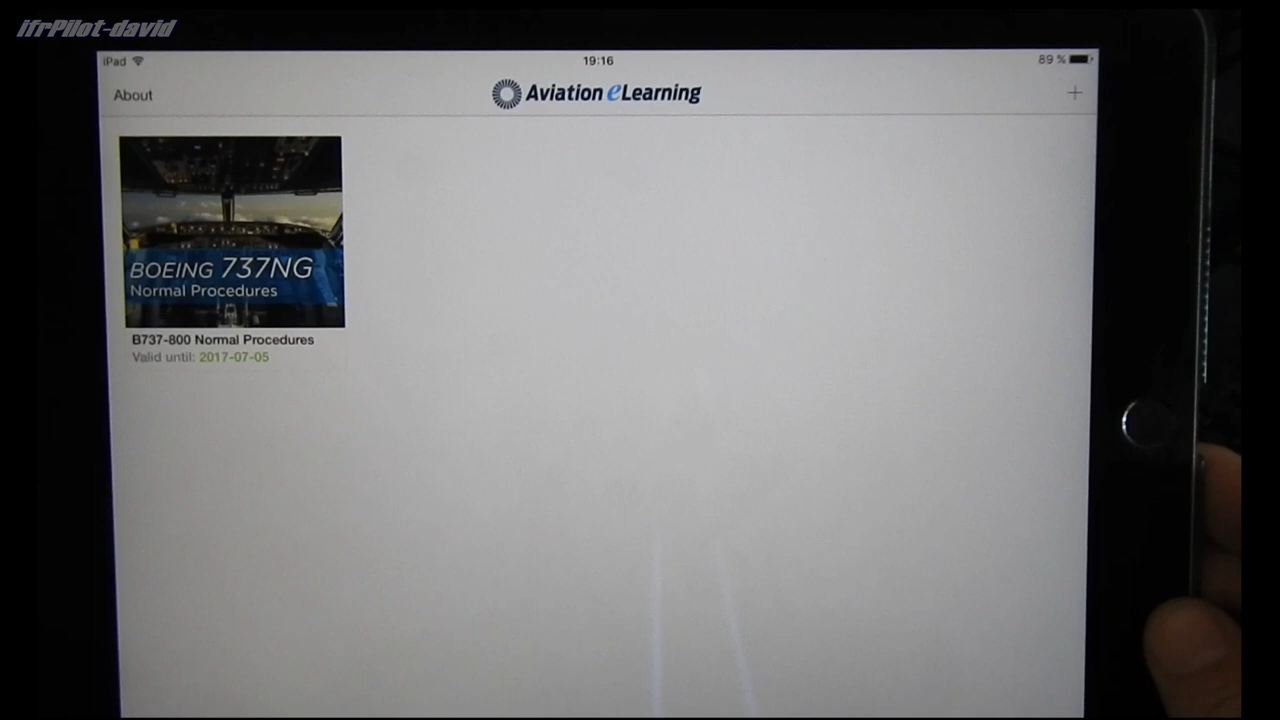 ifrPilot-david
iPad 19:16 89 %
About Aviation eLearning +
BOEING 737NG
Normal Procedures
B737-800 Normal Procedures
Valid until: 2017-07-05